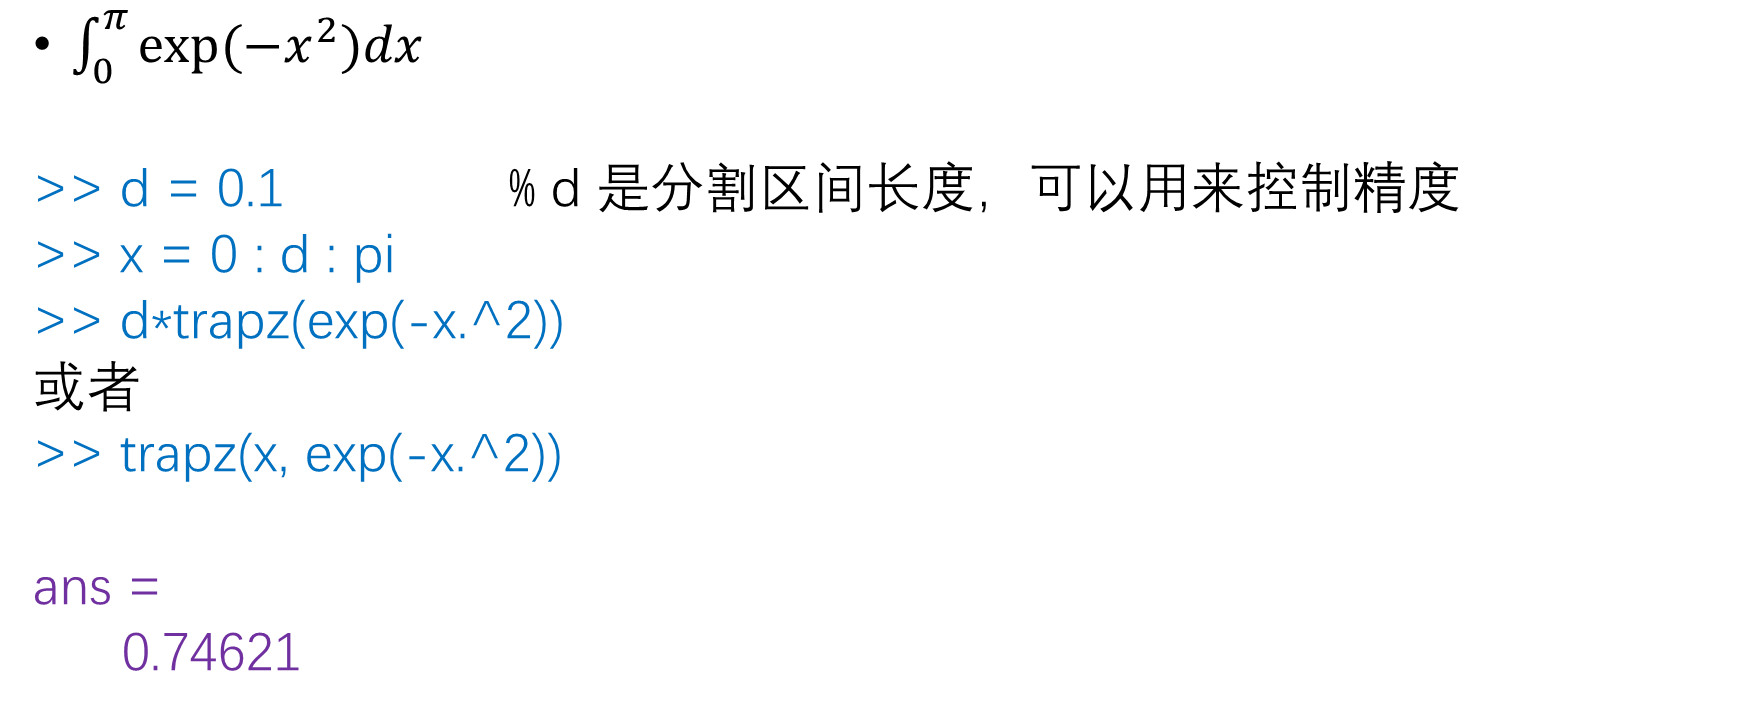 • ∫₀^π exp(−x²)dx
>> d = 0.1 % d 是分割区间长度，可以用来控制精度
>> x = 0 : d : pi
>> d*trapz(exp(-x.^2))
或者
>> trapz(x, exp(-x.^2))
ans =
0.74621